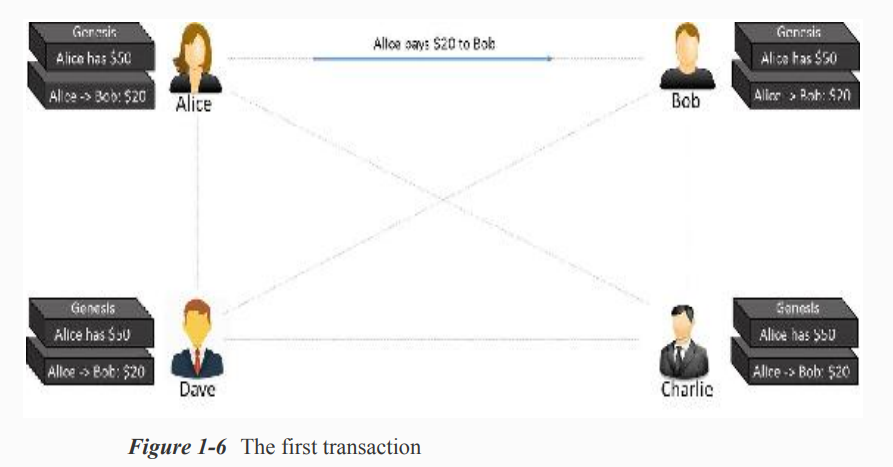 Genesis
Alice has $50
Alice -> Bob: $20
Alice
Alice pays $20 to Bob
Bob
Genesis
Alice has $50
Alice -> Bob: $20
Genesis
Alice has $50
Alice -> Bob: $20
Dave
Charlie
Genesis
Alice has $50
Alice -> Bob: $20
Figure 1-6 The first transaction